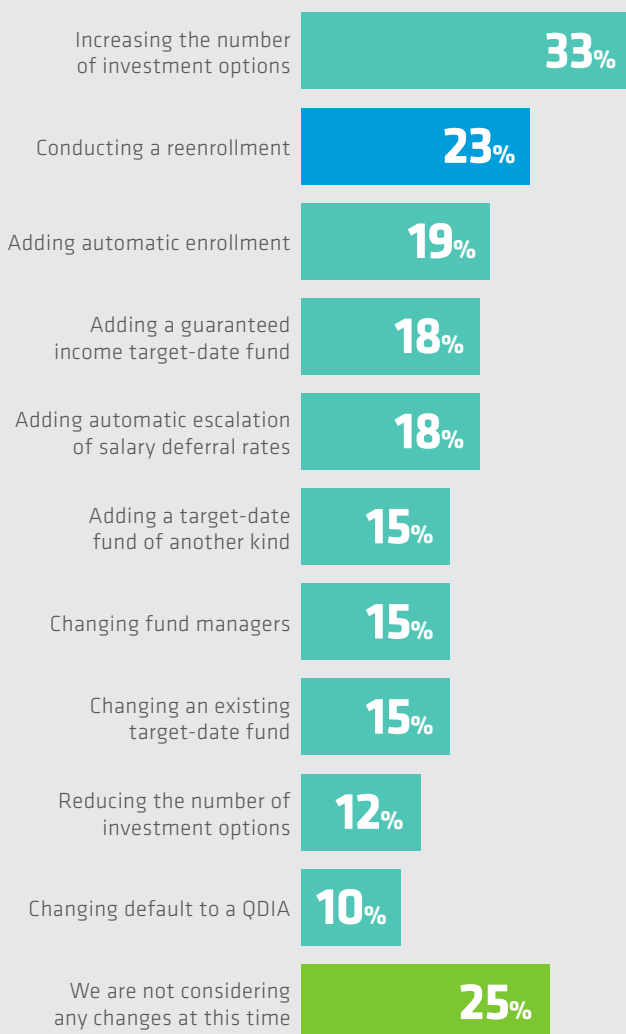 Increasing the number
of investment options
33%
Conducting a reenrollment
23%
Adding automatic enrollment
19%
Adding a guaranteed
income target-date fund
18%
Adding automatic escalation
of salary deferral rates
18%
Adding a target-date
fund of another kind
15%
Changing fund managers
15%
Changing an existing
target-date fund
15%
Reducing the number of
investment options
12%
Changing default to a QDIA
10%
We are not considering
any changes at this time
25%